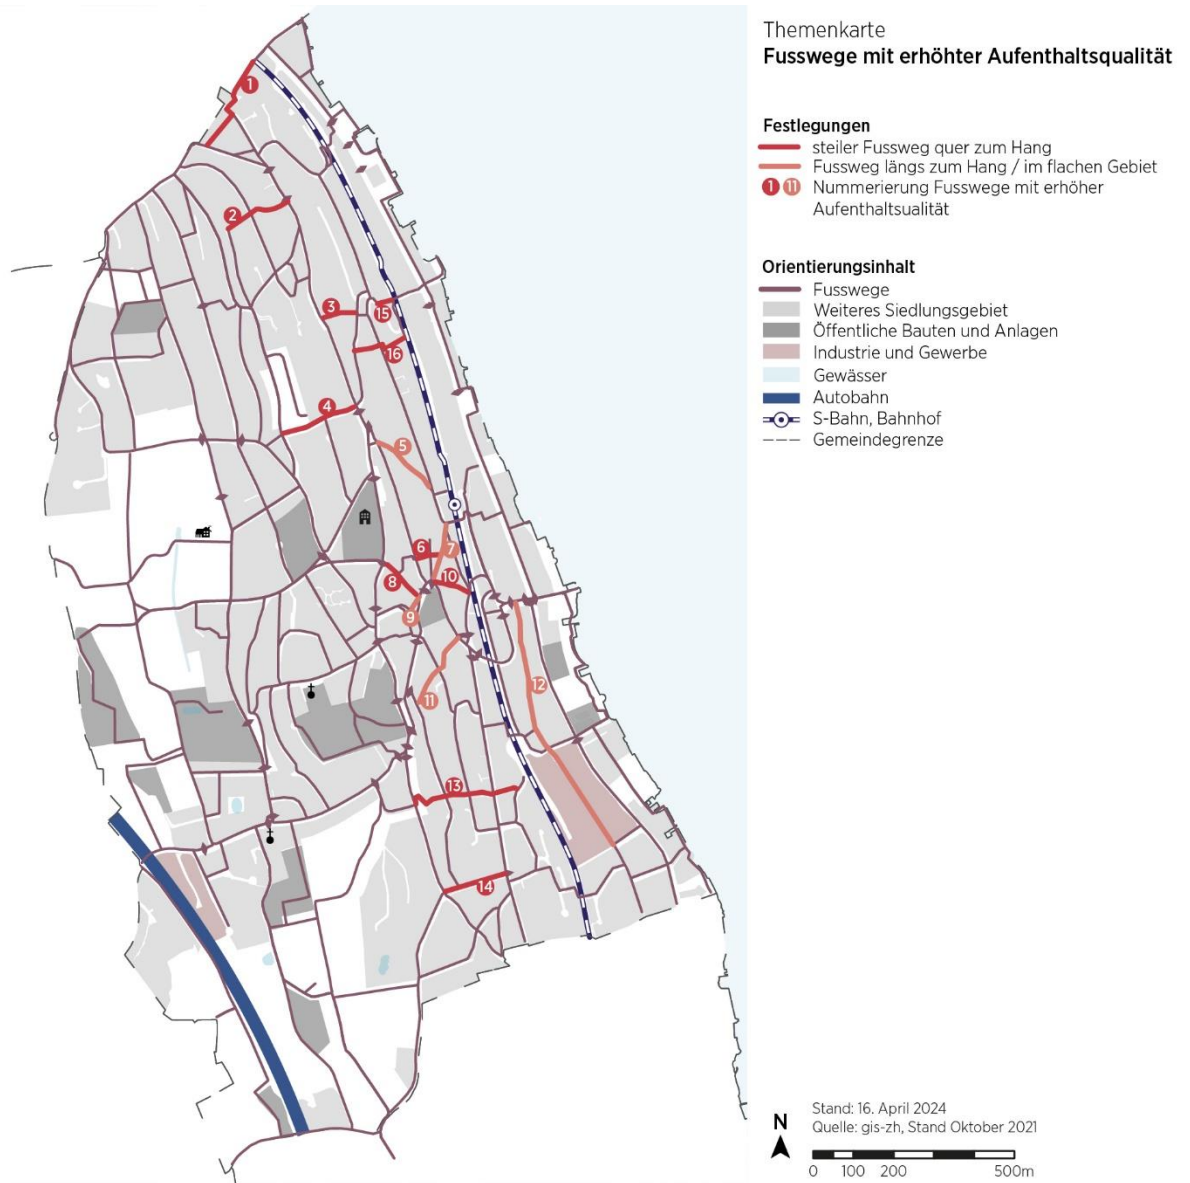 Themenkarte
Fusswege mit erhöhter Aufenthaltsqualität
Festlegungen
steiler Fussweg quer zum Hang
Fussweg längs zum Hang / im flachen Gebiet
1 11 Nummerierung Fusswege mit erhöher
Aufenthaltsualität
Orientierungsinhalt
Fusswege
Weiteres Siedlungsgebiet
Öffentliche Bauten und Anlagen
Industrie und Gewerbe
Gewässer
Autobahn
S-Bahn, Bahnhof
Gemeindegrenze
1
2
3
15
16
4
5
6
7
8
10
9
11
12
13
14
N
Stand: 16. April 2024
Quelle: gis-zh, Stand Oktober 2021
0 100 200 500m